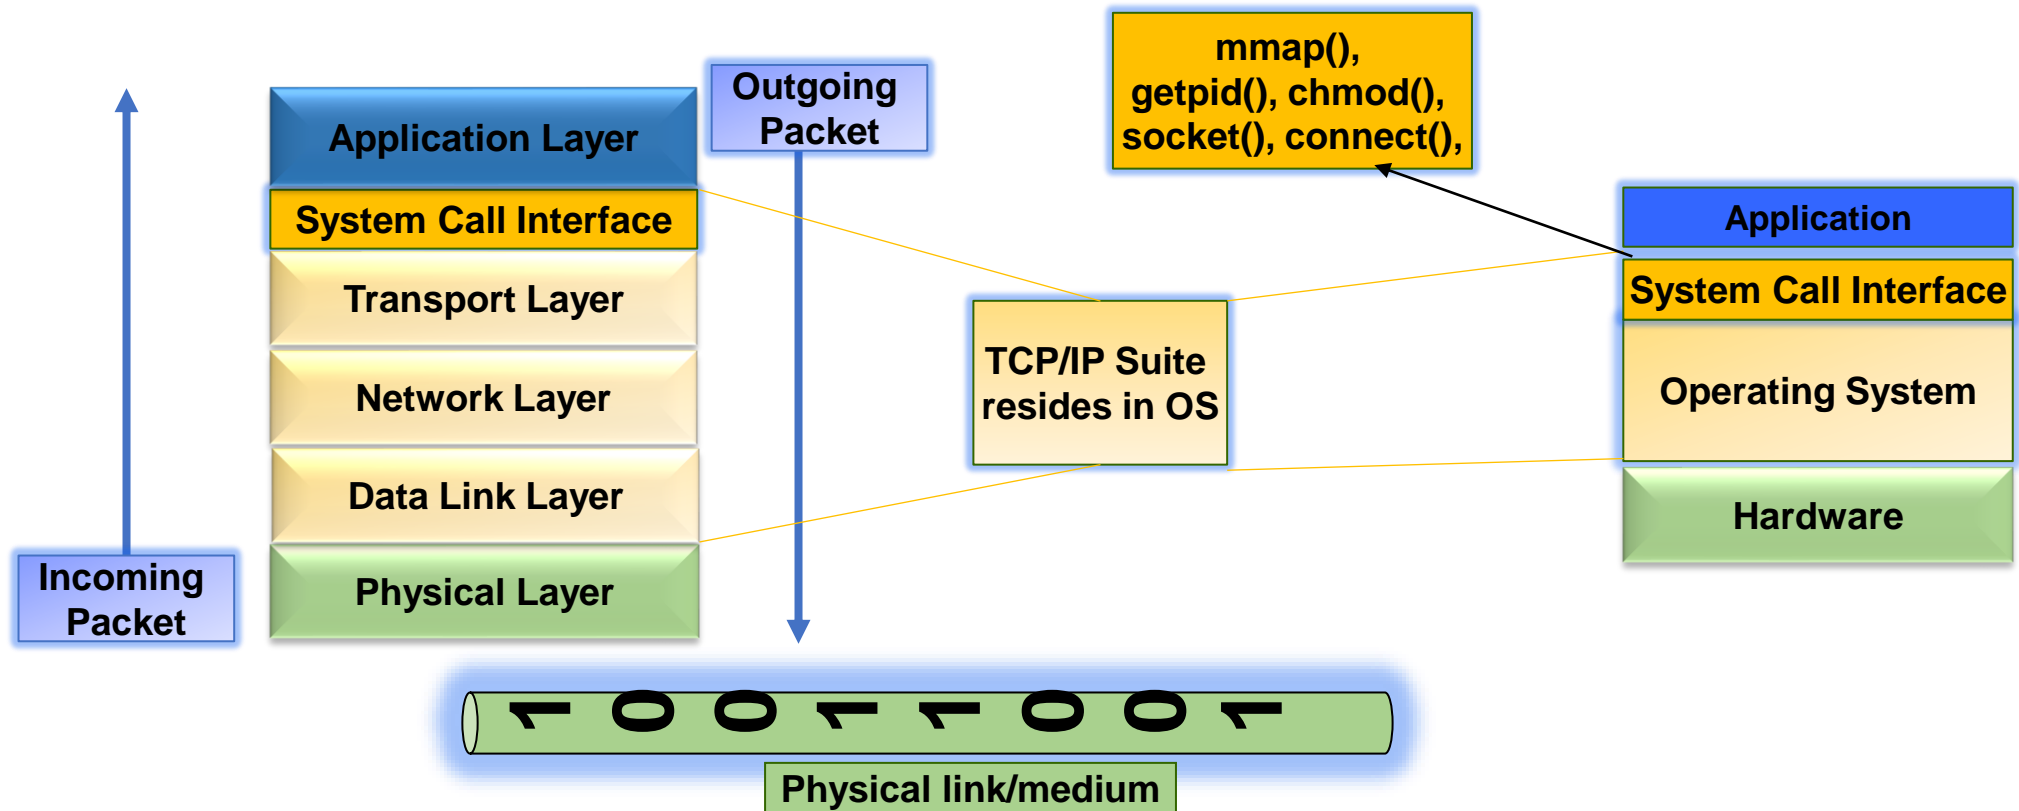 mmap(),
getpid(), chmod(),
socket(), connect(),
Outgoing
Packet
Application Layer
System Call Interface
Transport Layer
Network Layer
Data Link Layer
Physical Layer
Incoming
Packet
TCP/IP Suite
resides in OS
Application
System Call Interface
Operating System
Hardware
1 0 0 1 1 0 0 1
Physical link/medium